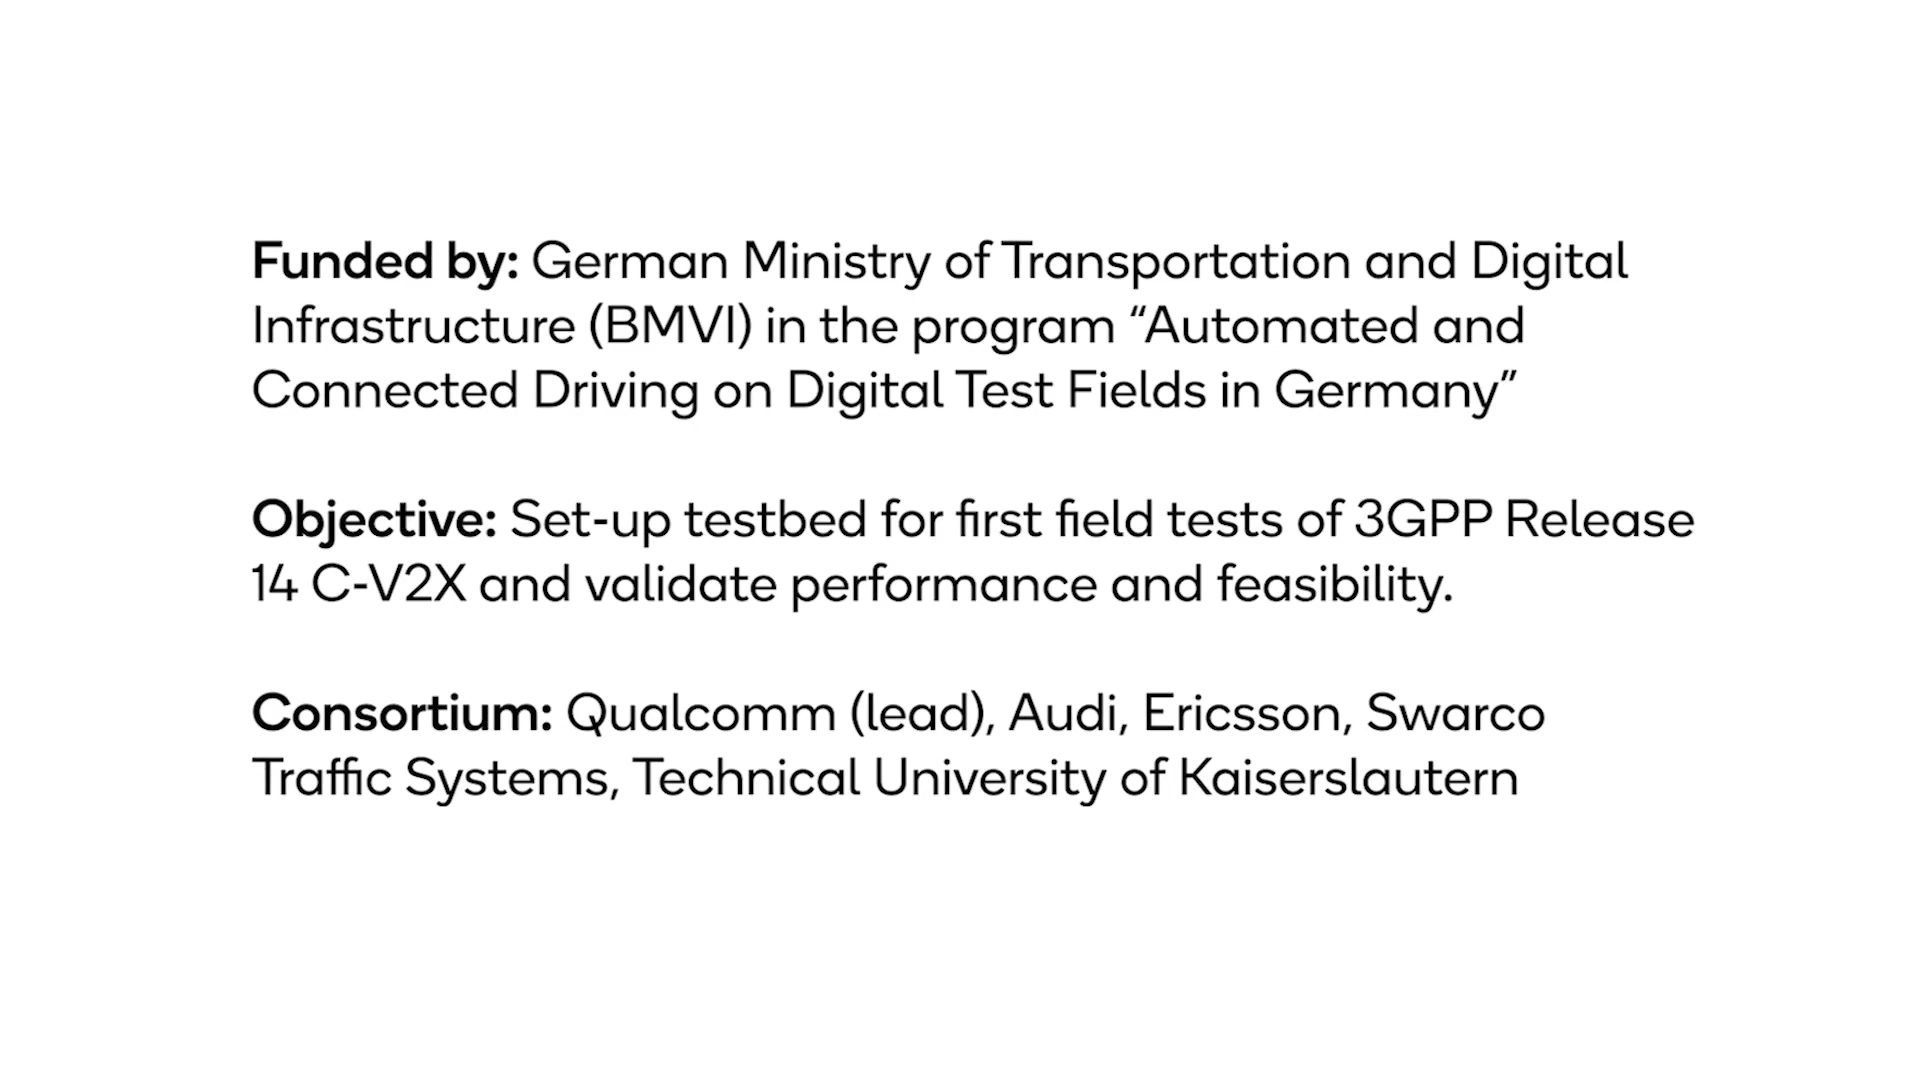 Funded by: German Ministry of Transportation and Digital
Infrastructure (BMVI) in the program “Automated and
Connected Driving on Digital Test Fields in Germany”
Objective: Set-up testbed for first field tests of 3GPP Release
14 C-V2X and validate performance and feasibility.
Consortium: Qualcomm (lead), Audi, Ericsson, Swarco
Traffic Systems, Technical University of Kaiserslautern